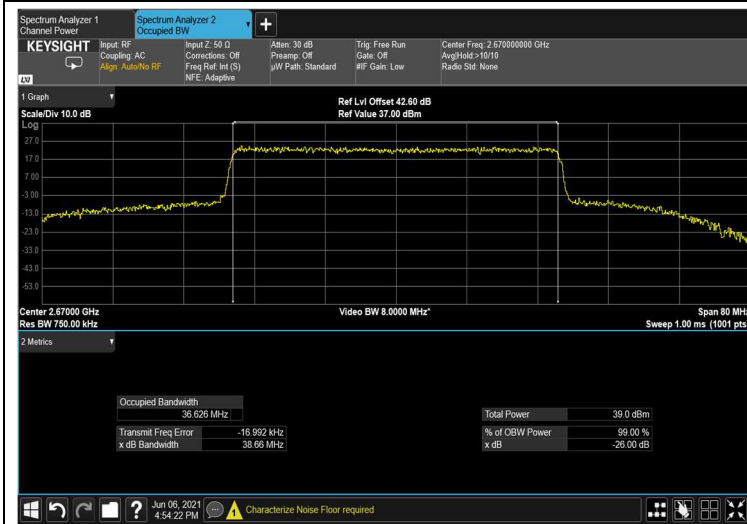 Spectrum Analyzer 1
Channel Power
Spectrum Analyzer 2
Occupied BW
KEYSIGHT
LXI
Input: RF
Coupling: AC
Align: Auto/No RF
Input Z: 50 Ω
Corrections: Off
Freq Ref: Int (S)
NFE: Adaptive
Atten: 30 dB
Preamp: Off
µW Path: Standard
Trig: Free Run
Gate: Off
#IF Gain: Low
Center Freq: 2.670000000 GHz
Avg|Hold:>10/10
Radio Std: None
1 Graph
Scale/Div 10.0 dB
Ref Lvl Offset 42.60 dB
Ref Value 37.00 dBm
Log
27.0
17.0
7.00
-3.00
-13.0
-23.0
-33.0
-43.0
-53.0
Center 2.67000 GHz
Res BW 750.00 kHz
Video BW 8.0000 MHz*
Span 80 MHz
Sweep 1.00 ms (1001 pts
2 Metrics
Occupied Bandwidth
36.626 MHz
Transmit Freq Error -16.992 kHz
x dB Bandwidth 38.66 MHz
Total Power 39.0 dBm
% of OBW Power 99.00 %
x dB -26.00 dB
?
Jun 06, 2021
4:54:22 PM
1
Characterize Noise Floor required